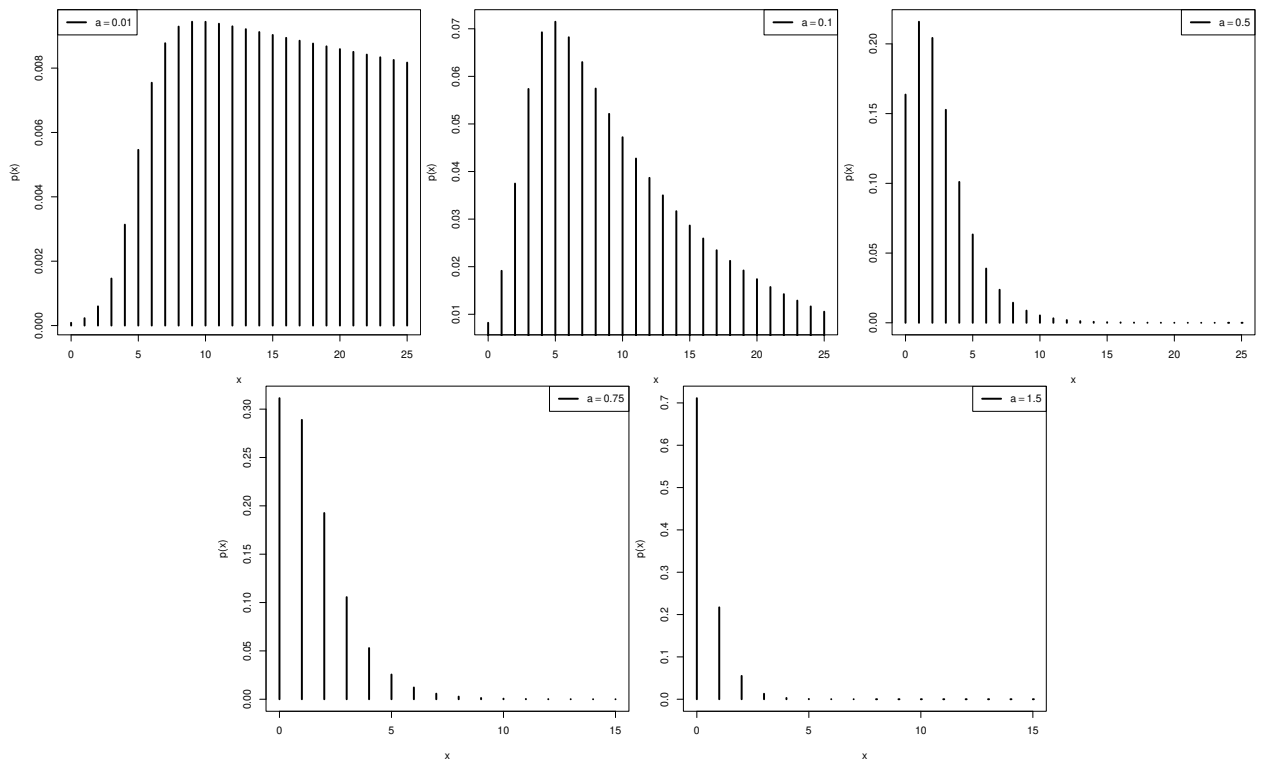 a = 0.01
p(x)
0.000 0.002 0.004 0.006 0.008
0 5 10 15 20 25
x
a = 0.1
p(x)
0.01 0.02 0.03 0.04 0.05 0.06 0.07
0 5 10 15 20 25
x
a = 0.5
p(x)
0.00 0.05 0.10 0.15 0.20
0 5 10 15 20 25
x
a = 0.75
p(x)
0.00 0.05 0.10 0.15 0.20 0.25 0.30
0 5 10 15
x
a = 1.5
p(x)
0.0 0.1 0.2 0.3 0.4 0.5 0.6 0.7
0 5 10 15
x